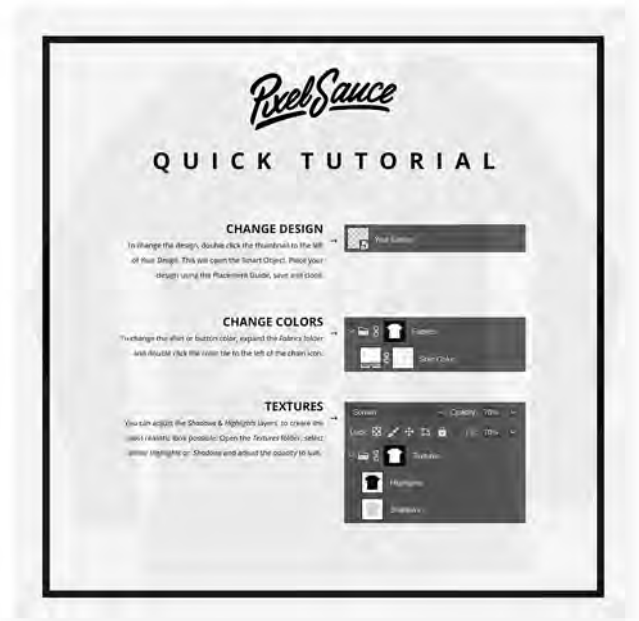 PixelSauce
QUICK TUTORIAL
CHANGE DESIGN
To change the design, double click the thumbnail to the left
of Your Design. This will open the Smart Object. Place your
design using the Placement Guide, save and close.
Your Design
CHANGE COLORS
To change the shirt or button color, expand the Fabrics folder
and double click the color tile to the left of the chain icon.
Fabrics
Shirt Color
TEXTURES
You can adjust the Shadows & Highlights layers, to create the
most realistic look possible. Open the Textures folder, select
either Highlights or Shadows and adjust the opacity to suit.
Screen
Opacity: 70%
Lock:
Fill: 70%
Textures
Highlights
Shadows